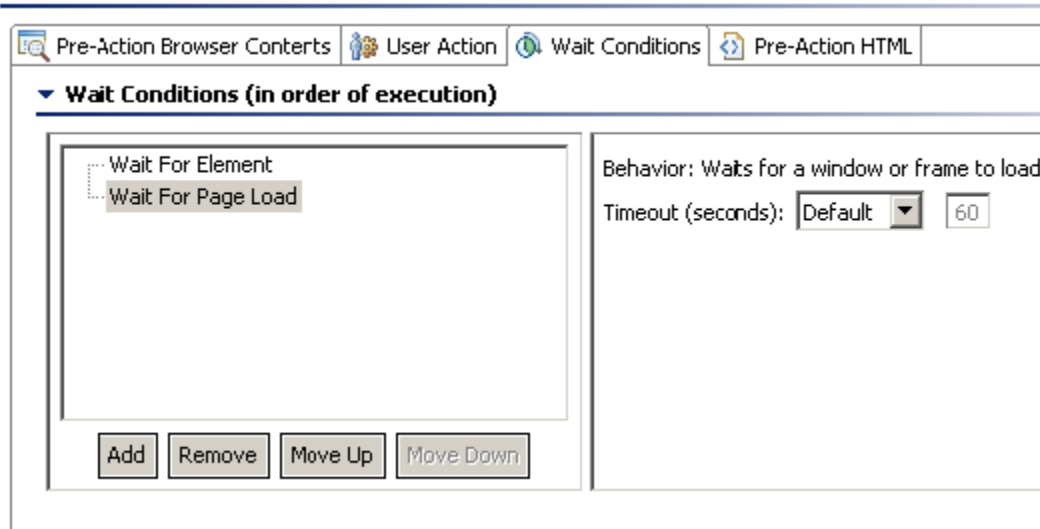 Pre-Action Browser Conterts User Action Wait Conditions Pre-Action HTML
Wait Conditions (in order of execution)
Wait For Element
Wait For Page Load
Add Remove Move Up Move Down
Behavior: Waits for a window or frame to load
Timeout (seconds): Default 60